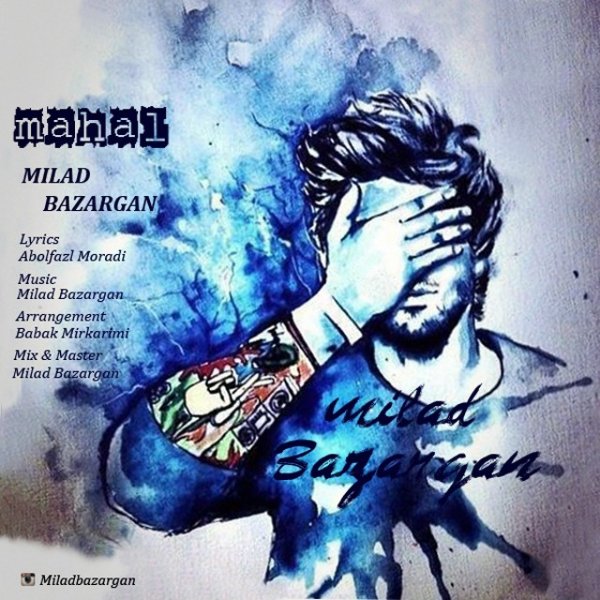 mahal
MILAD
BAZARGAN
Lyrics
Abolfazl Moradi
Music
Milad Bazargan
Arrangement
Babak Mirkarimi
Mix & Master
Milad Bazargan
Milad
Bazargan
Miladbazargan